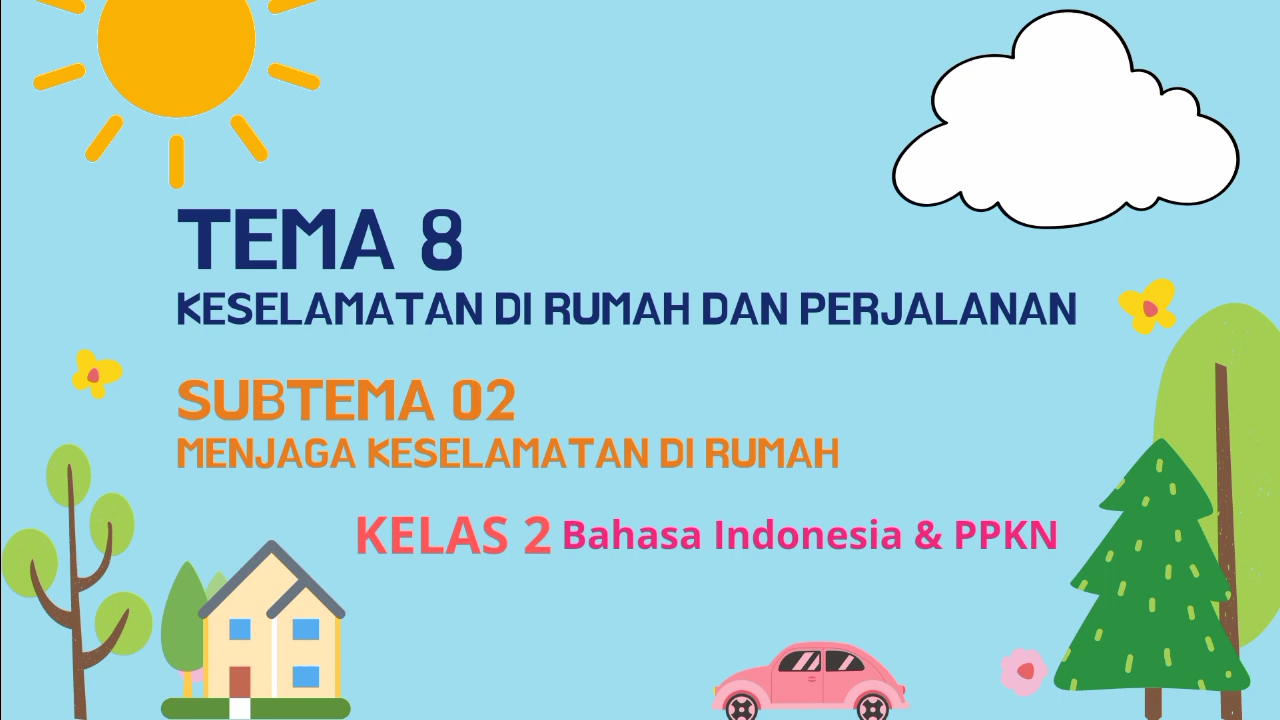 TEMA 8
KESELAMATAN DI RUMAH DAN PERJALANAN
SUBTEMA 02
MENJAGA KESELAMATAN DI RUMAH
KELAS 2 Bahasa Indonesia & PPKN